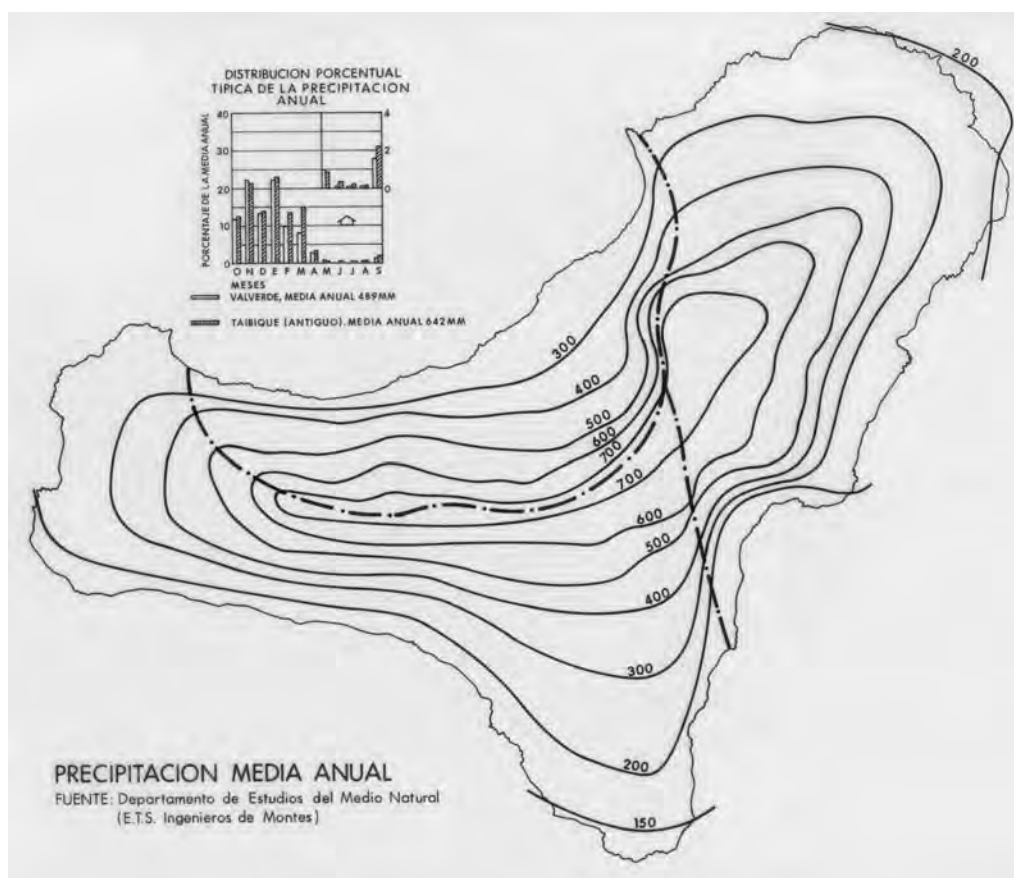 DISTRIBUCION PORCENTUAL
TIPICA DE LA PRECIPITACION
ANUAL
PORCENTAJE DE LA MEDIA ANUAL
40
30
20
10
0
4
2
0
O N D E F M A M J J A S
MESES
VALVERDE, MEDIA ANUAL 489MM
TAIBIQUE (ANTIGUO). MEDIA ANUAL 642MM
200
300
400
500
600
700
700
600
500
400
300
200
150
PRECIPITACION MEDIA ANUAL
FUENTE: Departamento de Estudios del Medio Natural
(E.T.S. Ingenieros de Montes)